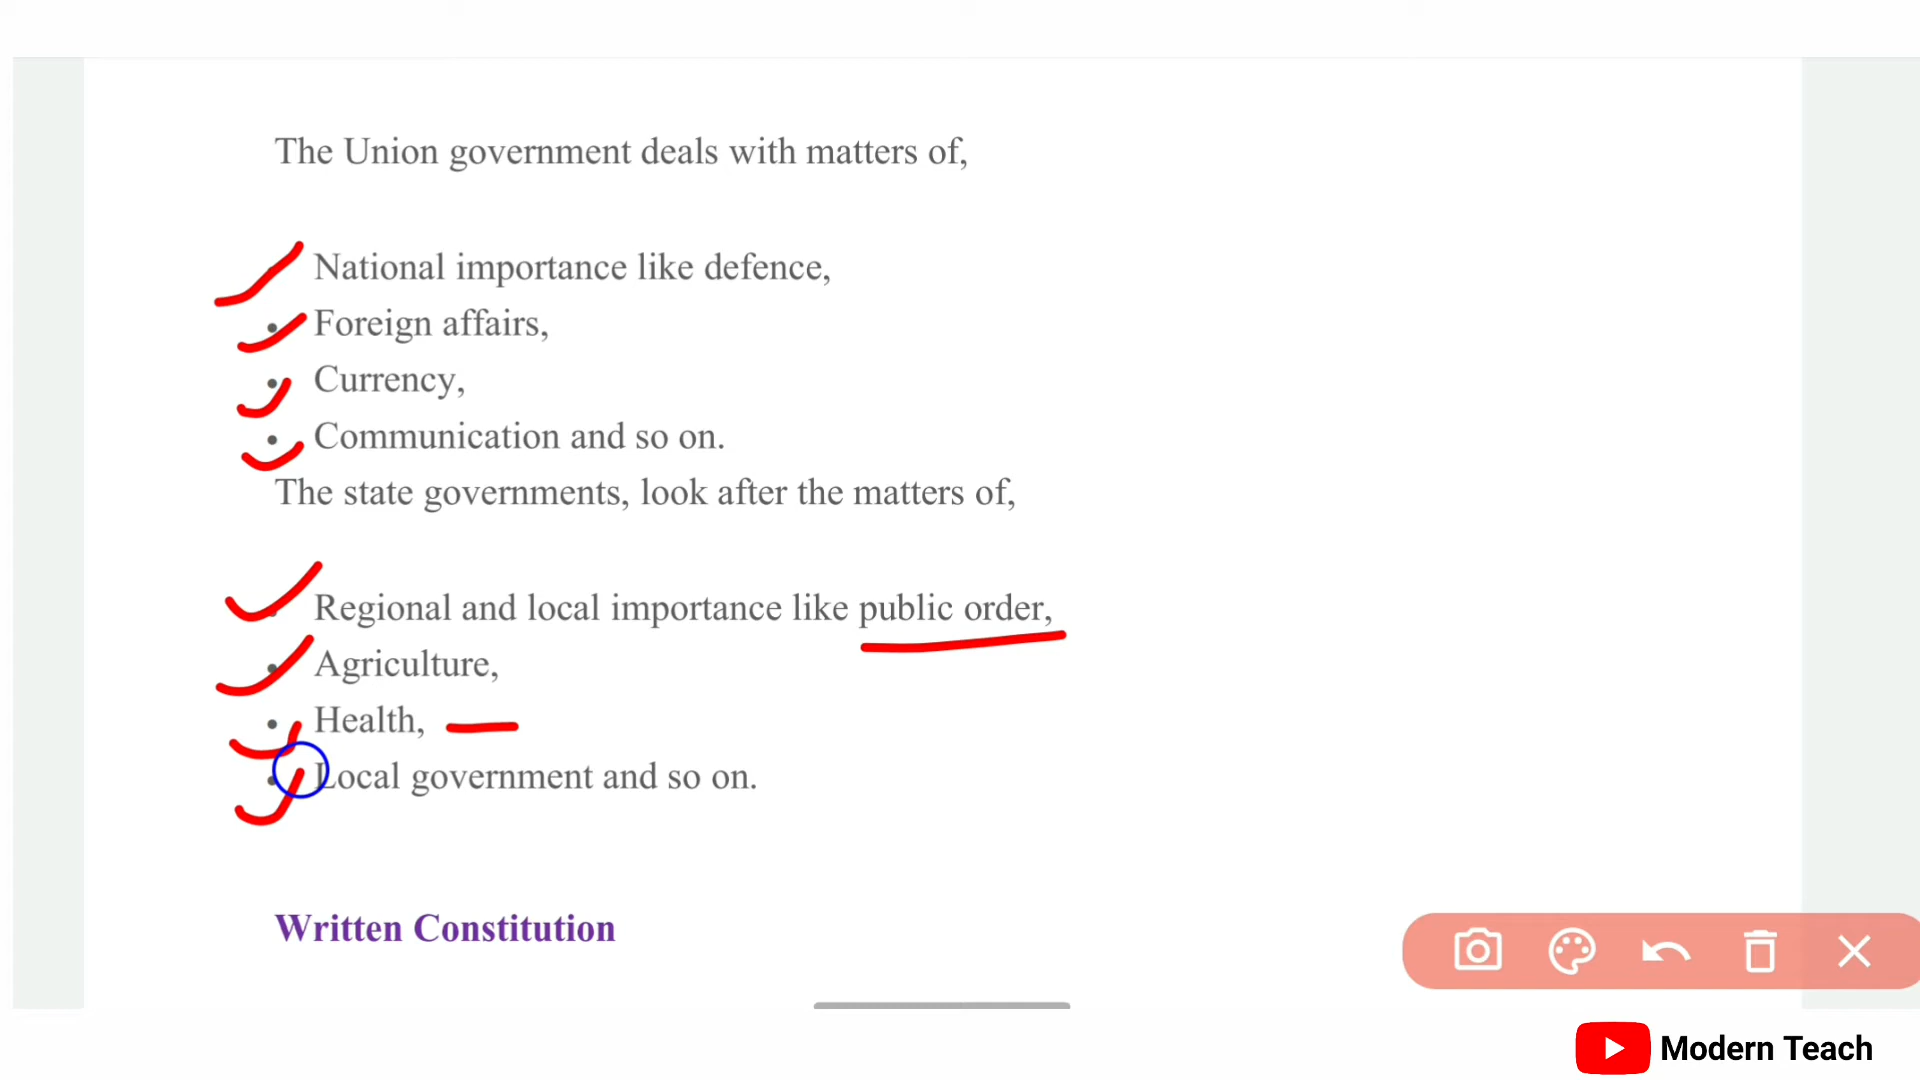 The Union government deals with matters of,
National importance like defence,
Foreign affairs,
Currency,
Communication and so on.
The state governments, look after the matters of,
Regional and local importance like public order,
Agriculture,
Health,
Local government and so on.
Written Constitution
Modern Teach